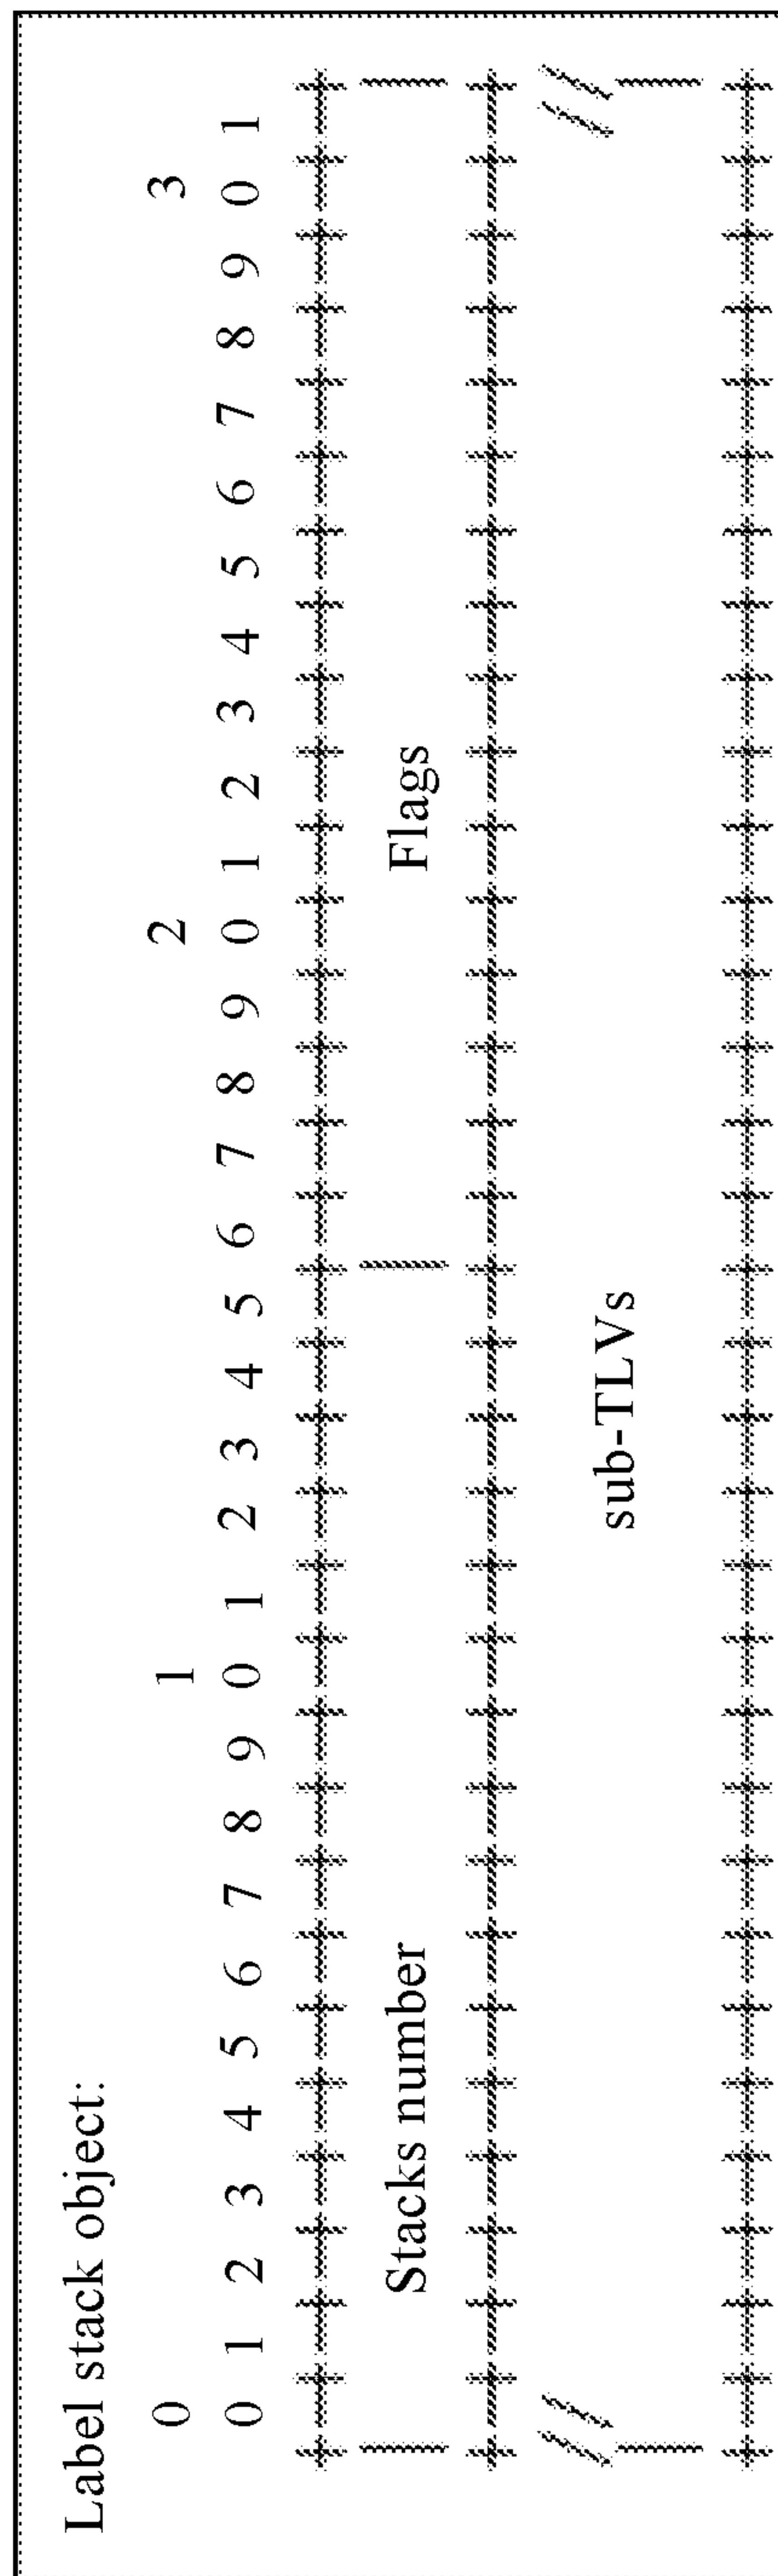 Label stack object:
0 1 2 3
0 1 2 3 4 5 6 7 8 9 0 1 2 3 4 5 6 7 8 9 0 1 2 3 4 5 6 7 8 9 0 1
+-+-+-+-+-+-+-+-+-+-+-+-+-+-+-+-+-+-+-+-+-+-+-+-+-+-+-+-+-+-+-+-+
| Stacks number | Flags |
+-+-+-+-+-+-+-+-+-+-+-+-+-+-+-+-+-+-+-+-+-+-+-+-+-+-+-+-+-+-+-+-+
// sub-TLVs //
| |
+-+-+-+-+-+-+-+-+-+-+-+-+-+-+-+-+-+-+-+-+-+-+-+-+-+-+-+-+-+-+-+-+